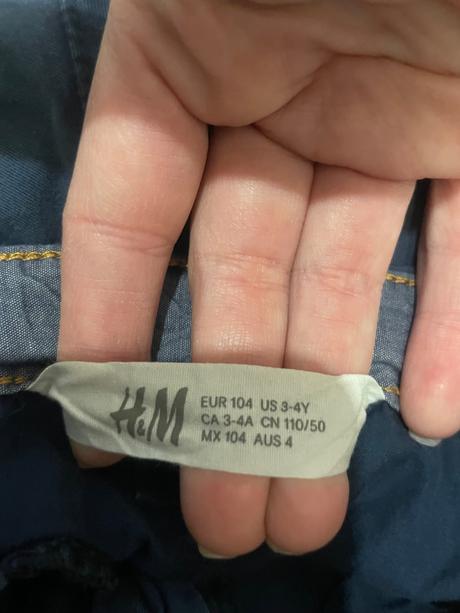 H&M
EUR 104 US 3-4Y
CA 3-4A CN 110/50
MX 104 AUS 4